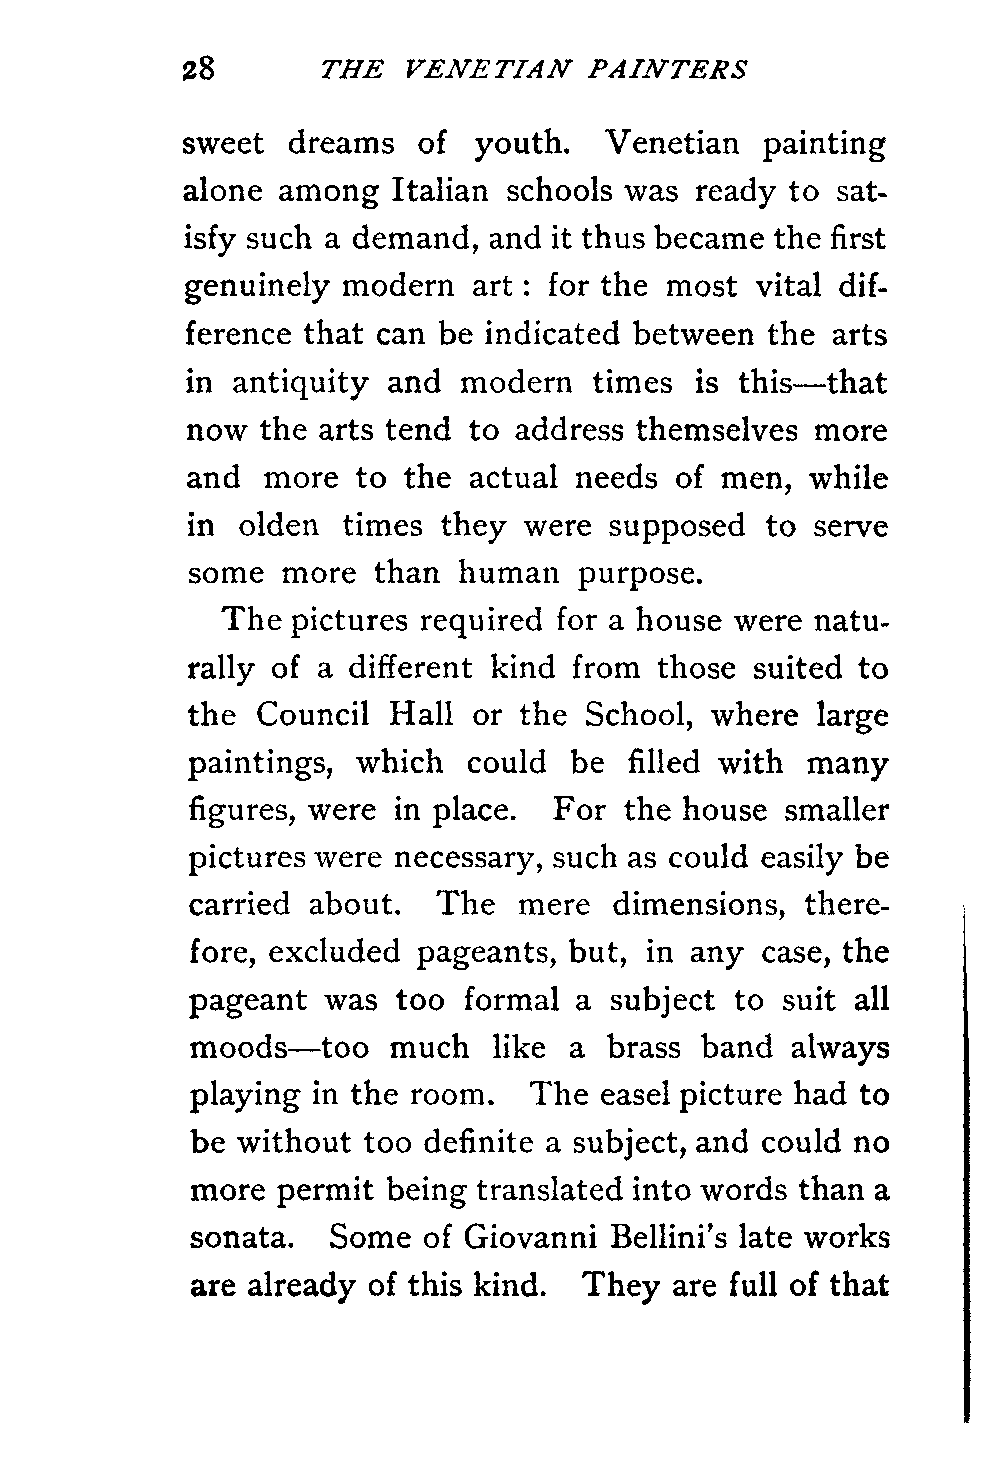 28 THE VENETIAN PAINTERS
sweet dreams of youth. Venetian painting
alone among Italian schools was ready to sat-
isfy such a demand, and it thus became the first
genuinely modern art : for the most vital dif-
ference that can be indicated between the arts
in antiquity and modern times is this—that
now the arts tend to address themselves more
and more to the actual needs of men, while
in olden times they were supposed to serve
some more than human purpose.
The pictures required for a house were natu-
rally of a different kind from those suited to
the Council Hall or the School, where large
paintings, which could be filled with many
figures, were in place. For the house smaller
pictures were necessary, such as could easily be
carried about. The mere dimensions, there-
fore, excluded pageants, but, in any case, the
pageant was too formal a subject to suit all
moods—too much like a brass band always
playing in the room. The easel picture had to
be without too definite a subject, and could no
more permit being translated into words than a
sonata. Some of Giovanni Bellini's late works
are already of this kind. They are full of that